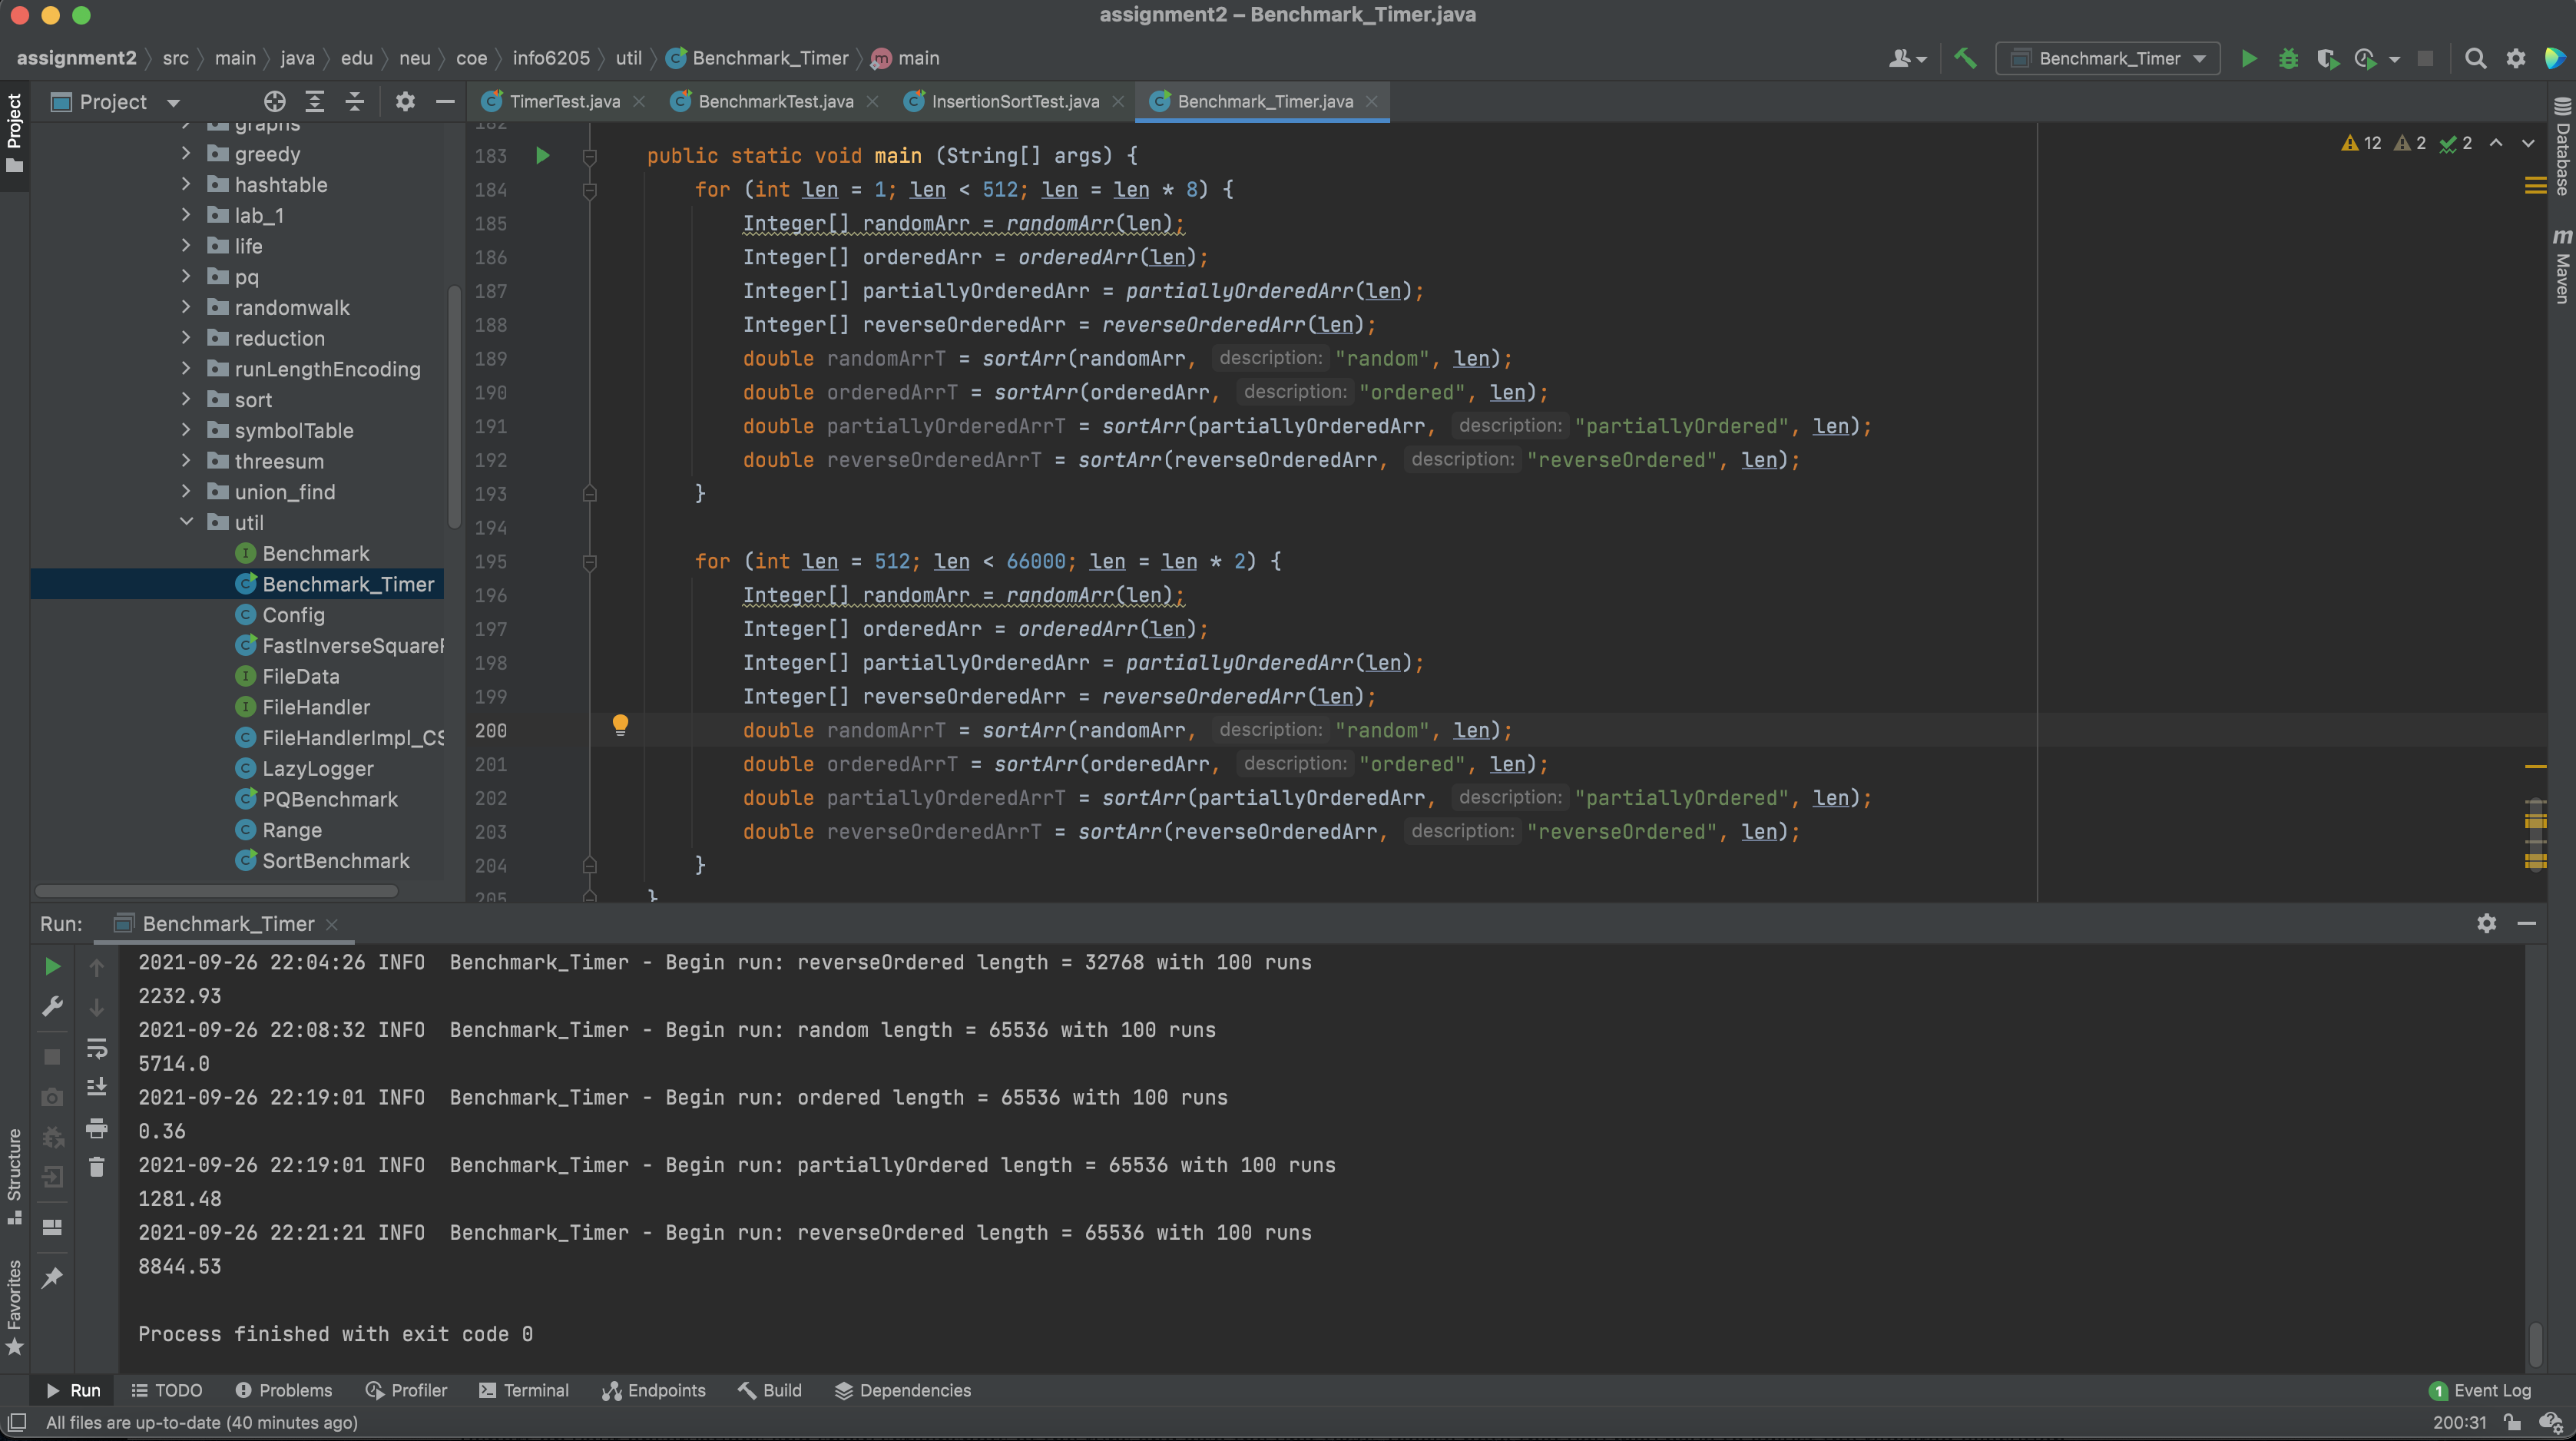 assignment2 – Benchmark_Timer.java
assignment2 src main java edu neu coe info6205 util Benchmark_Timer main
Benchmark_Timer
Project
TimerTest.java BenchmarkTest.java InsertionSortTest.java Benchmark_Timer.java
Project
Database
Maven
Structure
Favorites
graphs
greedy
hashtable
lab_1
life
pq
randomwalk
reduction
runLengthEncoding
sort
symbolTable
threesum
union_find
util
Benchmark
Benchmark_Timer
Config
FastInverseSquare
FileData
FileHandler
FileHandlerImpl_CS
LazyLogger
PQBenchmark
Range
SortBenchmark
12 2 2
182
183 public static void main (String[] args) {
184 for (int len = 1; len < 512; len = len * 8) {
185 Integer[] randomArr = randomArr(len);
186 Integer[] orderedArr = orderedArr(len);
187 Integer[] partiallyOrderedArr = partiallyOrderedArr(len);
188 Integer[] reverseOrderedArr = reverseOrderedArr(len);
189 double randomArrT = sortArr(randomArr, description: "random", len);
190 double orderedArrT = sortArr(orderedArr, description: "ordered", len);
191 double partiallyOrderedArrT = sortArr(partiallyOrderedArr, description: "partiallyOrdered", len);
192 double reverseOrderedArrT = sortArr(reverseOrderedArr, description: "reverseOrdered", len);
193 }
194
195 for (int len = 512; len < 66000; len = len * 2) {
196 Integer[] randomArr = randomArr(len);
197 Integer[] orderedArr = orderedArr(len);
198 Integer[] partiallyOrderedArr = partiallyOrderedArr(len);
199 Integer[] reverseOrderedArr = reverseOrderedArr(len);
200 double randomArrT = sortArr(randomArr, description: "random", len);
201 double orderedArrT = sortArr(orderedArr, description: "ordered", len);
202 double partiallyOrderedArrT = sortArr(partiallyOrderedArr, description: "partiallyOrdered", len);
203 double reverseOrderedArrT = sortArr(reverseOrderedArr, description: "reverseOrdered", len);
204 }
205 }
Run: Benchmark_Timer
2021-09-26 22:04:26 INFO Benchmark_Timer - Begin run: reverseOrdered length = 32768 with 100 runs
2232.93
2021-09-26 22:08:32 INFO Benchmark_Timer - Begin run: random length = 65536 with 100 runs
5714.0
2021-09-26 22:19:01 INFO Benchmark_Timer - Begin run: ordered length = 65536 with 100 runs
0.36
2021-09-26 22:19:01 INFO Benchmark_Timer - Begin run: partiallyOrdered length = 65536 with 100 runs
1281.48
2021-09-26 22:21:21 INFO Benchmark_Timer - Begin run: reverseOrdered length = 65536 with 100 runs
8844.53
Process finished with exit code 0
Run TODO Problems Profiler Terminal Endpoints Build Dependencies 1 Event Log
All files are up-to-date (40 minutes ago) 200:31